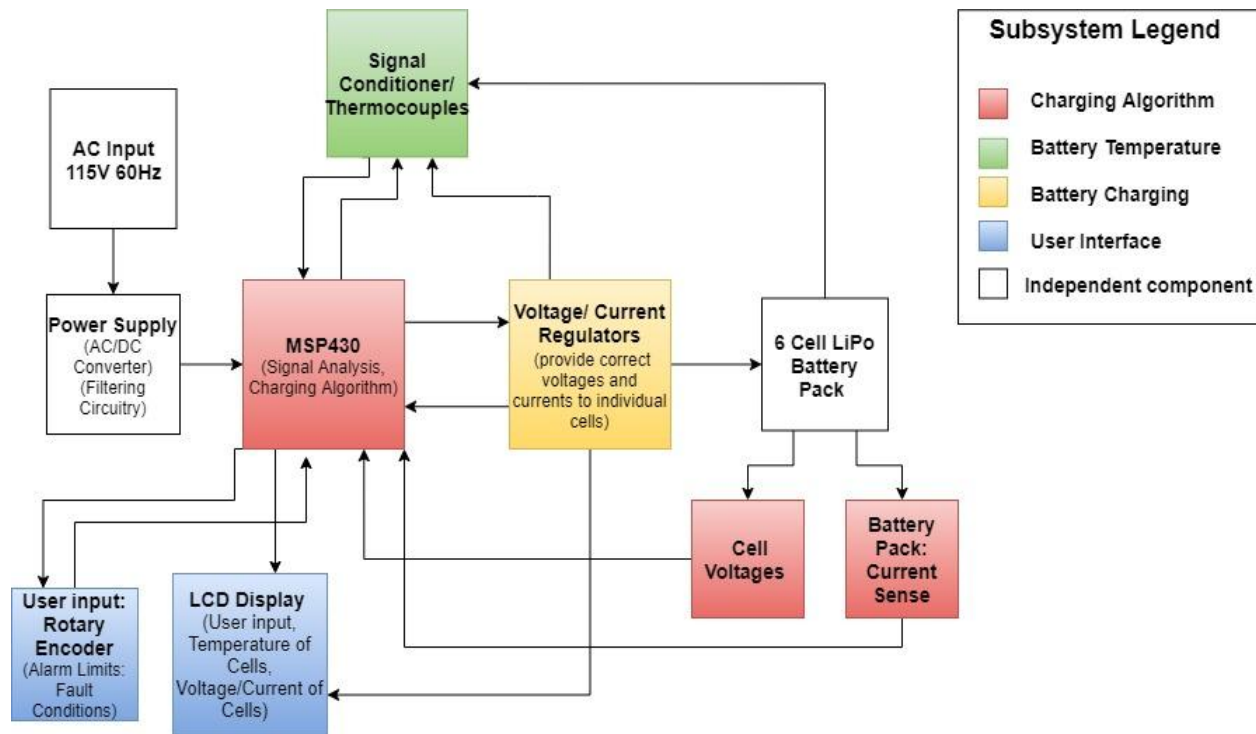 Signal
Conditioner/
Thermocouples
AC Input
115V 60Hz
Power Supply
(AC/DC
Converter)
(Filtering
Circuitry)
MSP430
(Signal Analysis,
Charging Algorithm)
Voltage/ Current
Regulators
(provide correct
voltages and
currents to individual
cells)
6 Cell LiPo
Battery
Pack
Cell
Voltages
Battery
Pack:
Current
Sense
User input:
Rotary
Encoder
(Alarm Limits:
Fault
Conditions)
LCD Display
(User input,
Temperature of
Cells,
Voltage/Current of
Cells)
Subsystem Legend
Charging Algorithm
Battery Temperature
Battery Charging
User Interface
Independent component